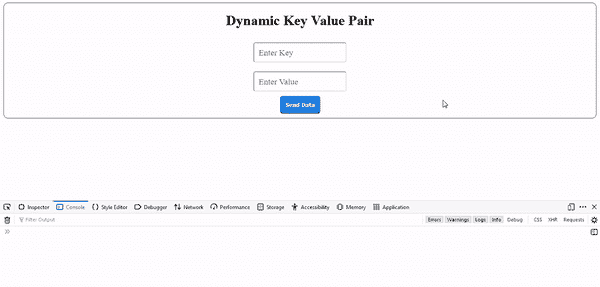 Dynamic Key Value Pair
Enter Key
Enter Value
Send Data
Inspector Console Style Editor Debugger Network Performance Storage Accessibility Memory Application
Filter Output Errors Warnings Logs Info Debug CSS XHR Requests